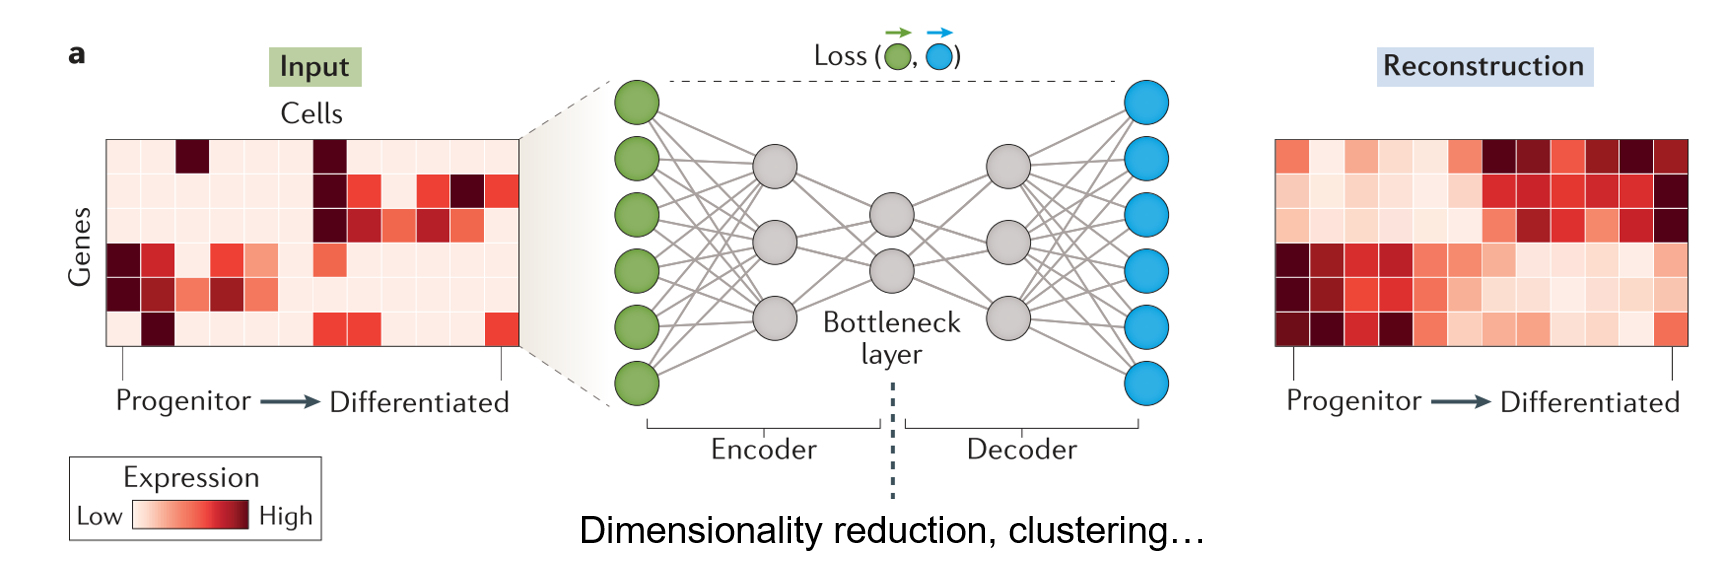 a
Input
Cells
Genes
Progenitor
Differentiated
Expression
Low
High
Loss ( , )
Bottleneck
layer
Encoder
Decoder
Dimensionality reduction, clustering…
Reconstruction
Progenitor
Differentiated